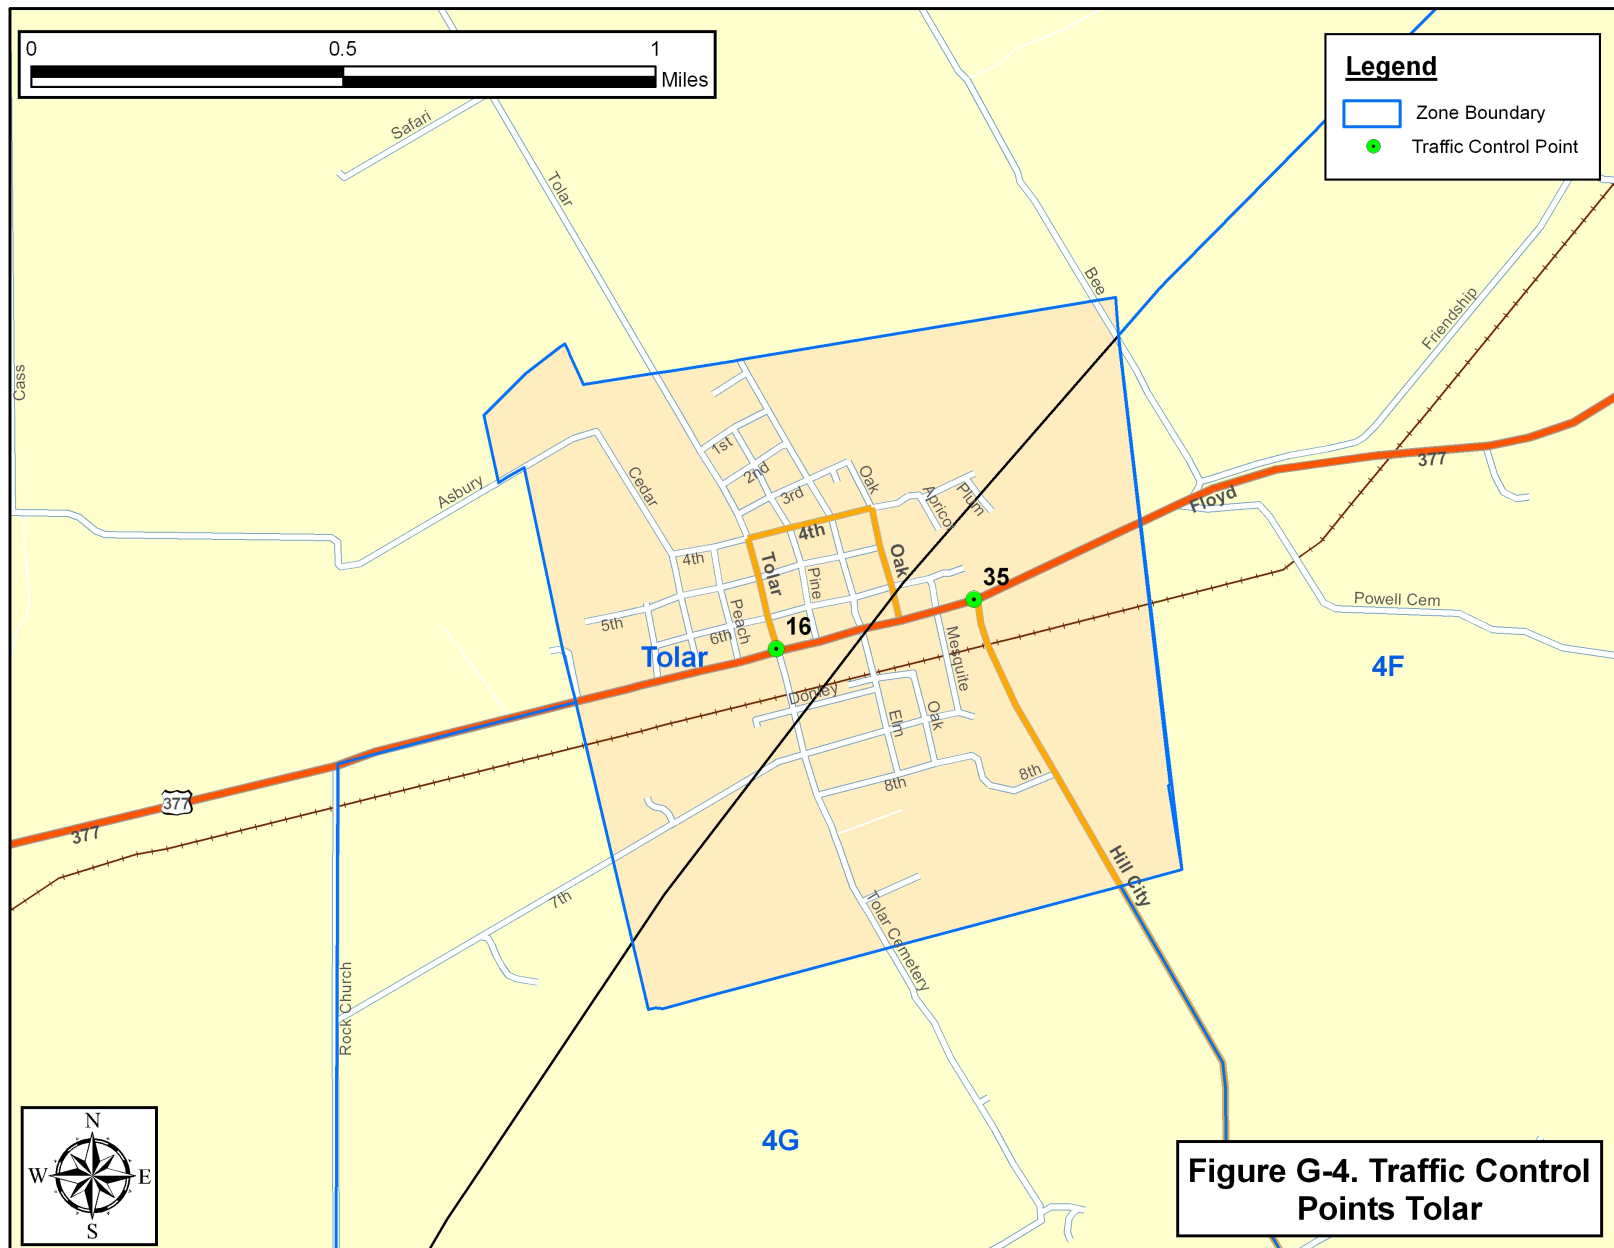 0 0.5 1
Miles
Legend
Zone Boundary
Traffic Control Point
Safari
Tolar
Bee
Friendship
Cass
1st
2nd
3rd
Oak
Apricot
Plum
Cedar
Asbury
377
Floyd
4th
4th
Tolar
Pine
Oak
35
Powell Cem
5th
Peach
6th
16
Mesquite
Tolar
4F
Donley
Elm
Oak
8th
8th
377
377
Hill City
7th
Tolar Cemetery
Rock Church
4G
N
W E
S
Figure G-4. Traffic Control
Points Tolar